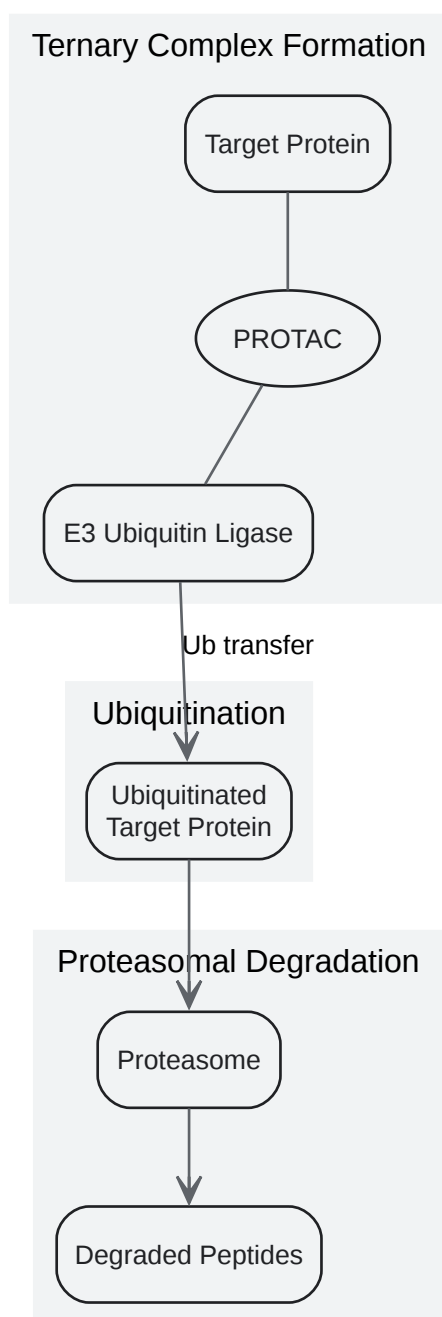 Ternary Complex Formation
Target Protein
PROTAC
E3 Ubiquitin Ligase
Ub transfer
Ubiquitination
Ubiquitinated
Target Protein
Proteasomal Degradation
Proteasome
Degraded Peptides